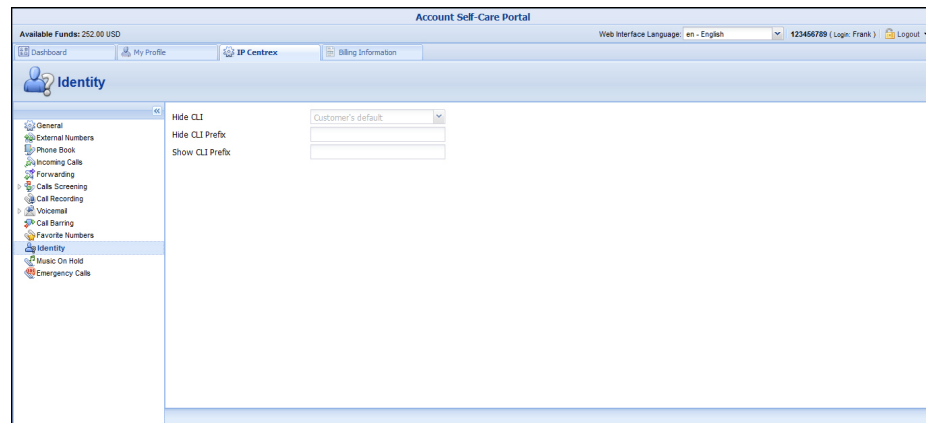 Account Self-Care Portal
Available Funds: 252.00 USD
Web Interface Language: en - English
123456789 ( Login: Frank )
Logout
Dashboard
My Profile
IP Centrex
Billing Information
Identity
General
External Numbers
Phone Book
Incoming Calls
Forwarding
Calls Screening
Call Recording
Voicemail
Call Barring
Favorite Numbers
Identity
Music On Hold
Emergency Calls
Hide CLI
Customer's default
Hide CLI Prefix
Show CLI Prefix